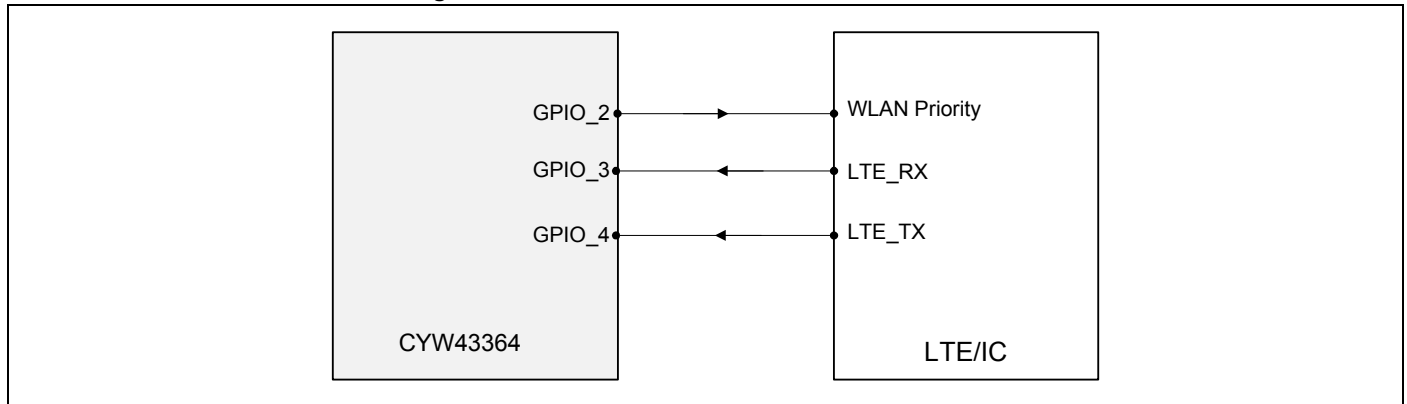 GPIO_2 WLAN Priority
GPIO_3 LTE_RX
GPIO_4 LTE_TX
CYW43364
LTE/IC